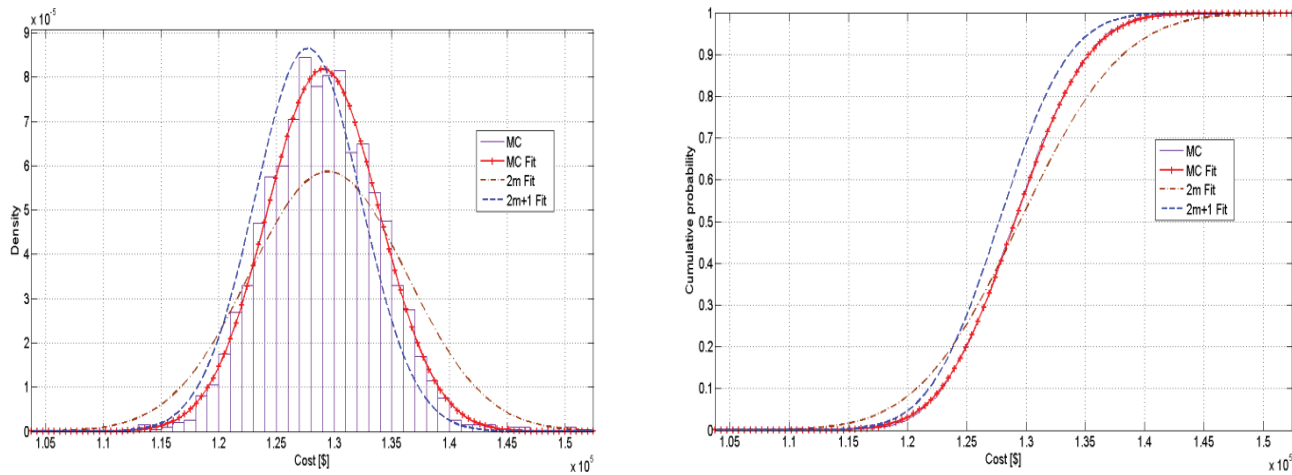 x 10⁻⁵
9
8
7
6
5
4
3
2
1
0
Density
MC
MC Fit
2m Fit
2m+1 Fit
1.05 1.1 1.15 1.2 1.25 1.3 1.35 1.4 1.45 1.5
Cost [$]
x 10⁵
1
0.9
0.8
0.7
0.6
0.5
0.4
0.3
0.2
0.1
0
Cumulative probability
MC
MC Fit
2m Fit
2m+1 Fit
1.05 1.1 1.15 1.2 1.25 1.3 1.35 1.4 1.45 1.5
Cost [$]
x 10⁵